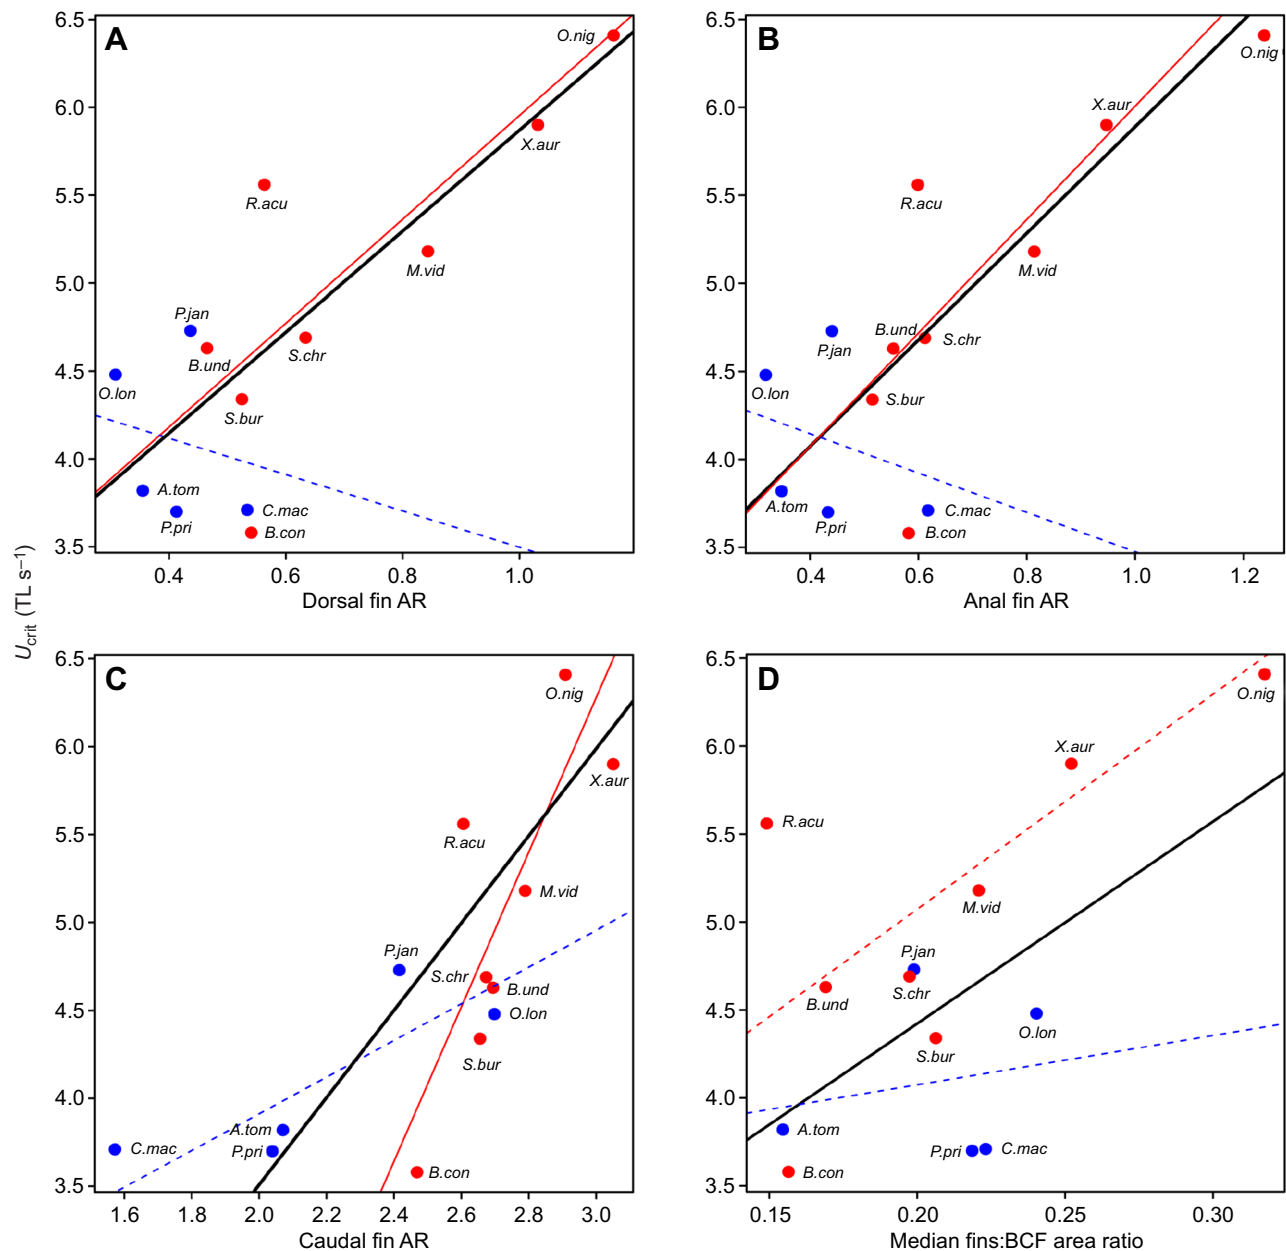 A
6.5
6.0
5.5
5.0
4.5
4.0
3.5
O.nig
X.aur
R.acu
M.vid
P.jan
B.und
S.chr
O.lon
S.bur
A.tom
P.pri
C.mac
B.con
0.4 0.6 0.8 1.0
Dorsal fin AR
B
6.5
6.0
5.5
5.0
4.5
4.0
3.5
O.nig
X.aur
R.acu
M.vid
B.und
P.jan
S.chr
O.lon
S.bur
A.tom
P.pri
C.mac
B.con
0.4 0.6 0.8 1.0 1.2
Anal fin AR
Ucrit (TL s–1)
C
6.5
6.0
5.5
5.0
4.5
4.0
3.5
O.nig
X.aur
R.acu
M.vid
P.jan
S.chr
B.und
O.lon
S.bur
A.tom
C.mac
P.pri
B.con
1.6 1.8 2.0 2.2 2.4 2.6 2.8 3.0
Caudal fin AR
D
6.5
6.0
5.5
5.0
4.5
4.0
3.5
O.nig
X.aur
R.acu
M.vid
P.jan
S.chr
B.und
O.lon
S.bur
A.tom
P.pri
C.mac
B.con
0.15 0.20 0.25 0.30
Median fins:BCF area ratio